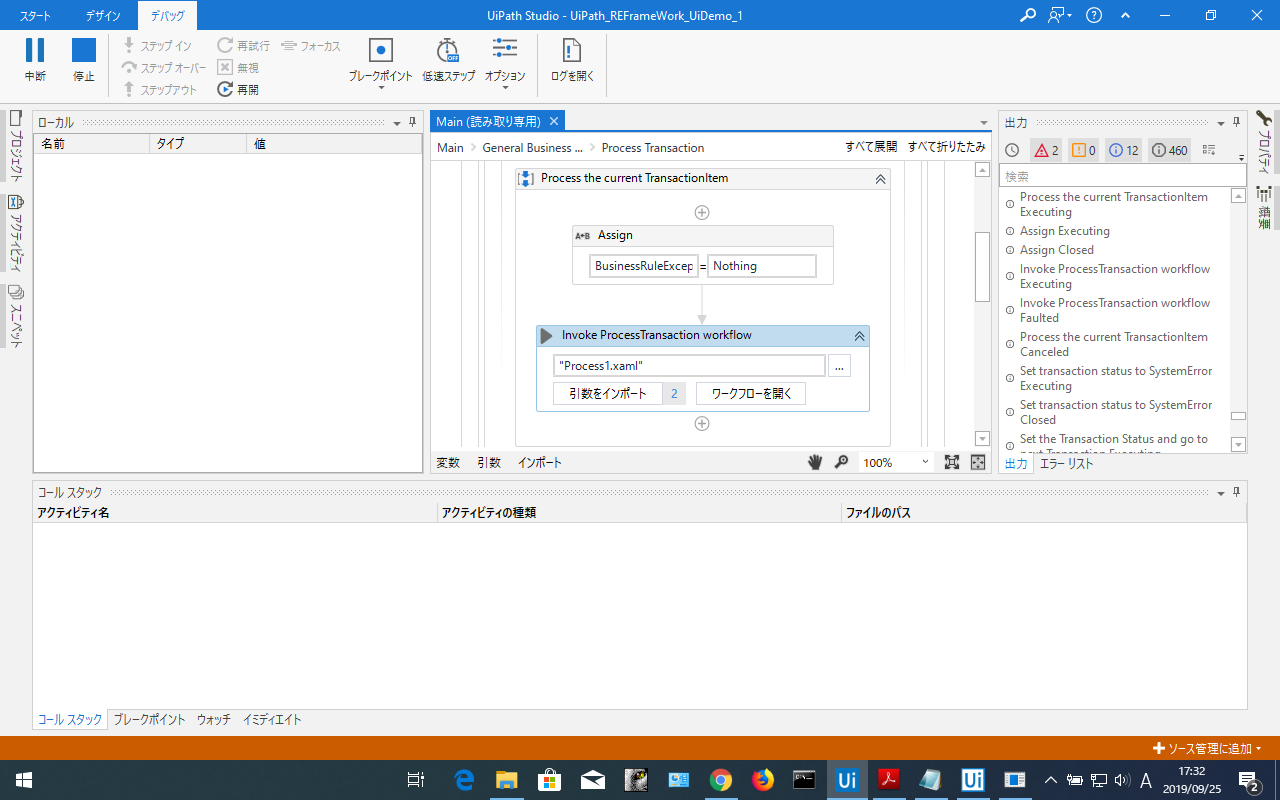 スタート
デザイン
デバッグ
UiPath Studio - UiPath_REFrameWork_UiDemo_1
中断
停止
ステップ イン
ステップ オーバー
ステップアウト
再試行
無視
再開
フォーカス
ブレークポイント
OFF
低速ステップ
オプション
ログを開く
プロジェクト
アクティビティ
スニペット
ローカル
名前
タイプ
値
Main (読み取り専用)
Main
General Business ...
Process Transaction
すべて展開
すべて折りたたみ
Process the current TransactionItem
A+B Assign
BusinessRuleExcep = Nothing
Invoke ProcessTransaction workflow
"Process1.xaml"
...
引数をインポート 2
ワークフローを開く
変数
引数
インポート
100%
出力
2
0
12
460
検索
Process the current TransactionItem
Executing
Assign Executing
Assign Closed
Invoke ProcessTransaction workflow
Executing
Invoke ProcessTransaction workflow
Faulted
Process the current TransactionItem
Canceled
Set transaction status to SystemError
Executing
Set transaction status to SystemError
Closed
Set the Transaction Status and go to
next Transaction Executing
出力
エラー リスト
プロパティ
概要
コール スタック
アクティビティ名
アクティビティの種類
ファイルのパス
コール スタック
ブレークポイント
ウォッチ
イミディエイト
ソース管理に追加
Ui
Ui
A
17:32
2019/09/25
2